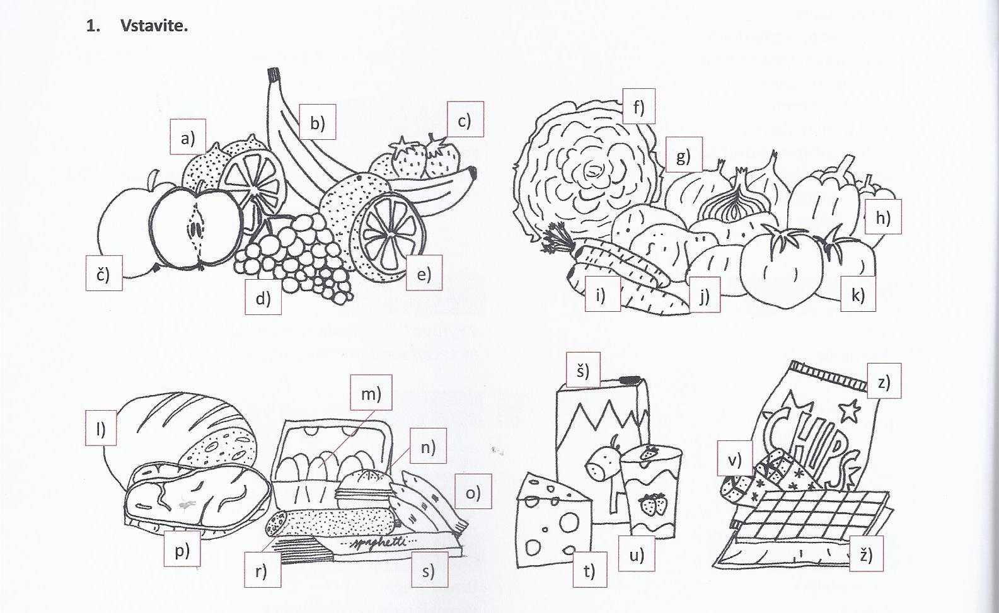 1. Vstavite.
a)
b)
c)
č)
d)
e)
f)
g)
h)
i)
j)
k)
l)
m)
n)
o)
p)
r)
s)
spaghetti
š)
t)
u)
z)
CHIPS
v)
ž)